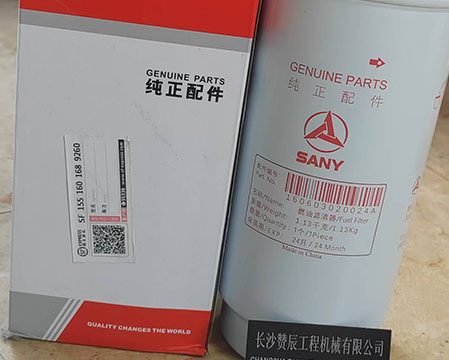 GENUINE PARTS
纯正配件
SF 155 160 168 9260
QUALITY CHANGES THE WORLD
GENUINE PARTS
纯正配件
SANY
配件编号:
Part No.
160603020024A
名称/Name: 燃油滤清器/Fuel Filter
重量/Weight: 1.13千克/1.13Kg
数量/Quantity: 1个/1Piece
保质期/EXP: 24月/24 Month
Made in China
长沙赞辰工程机械有限公司